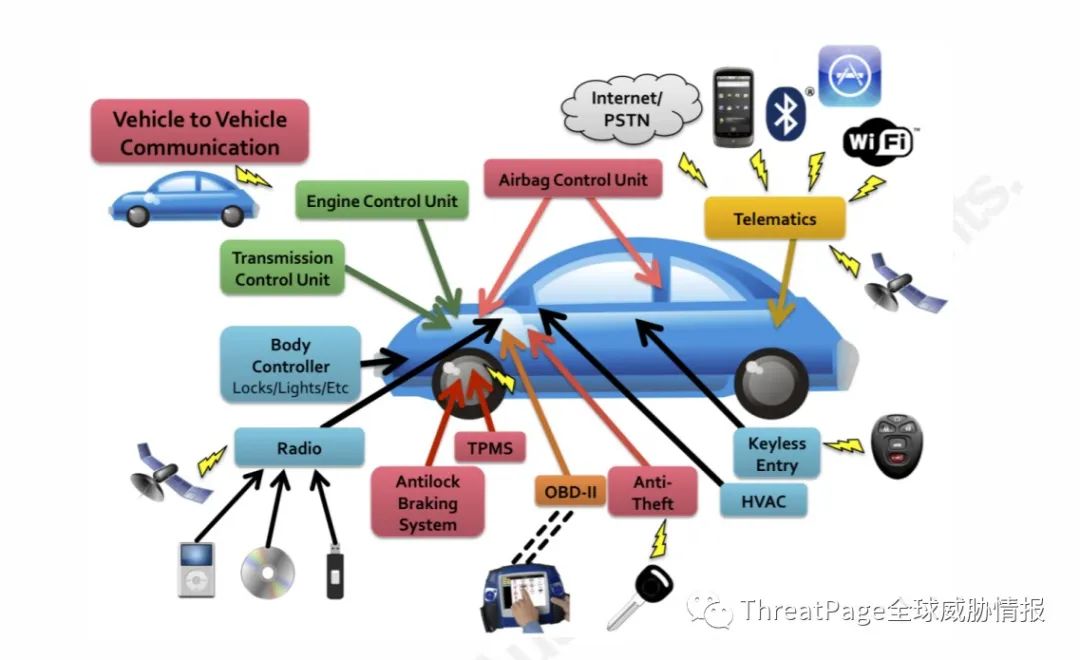 Vehicle to Vehicle
Communication
Internet/
PSTN
®
WiFi™
Airbag Control Unit
Engine Control Unit
Telematics
Transmission
Control Unit
Body
Controller
Locks/Lights/Etc
Radio
TPMS
Keyless
Entry
Antilock
Braking
System
OBD-II
Anti-
Theft
HVAC
ThreatPage全球威胁情报